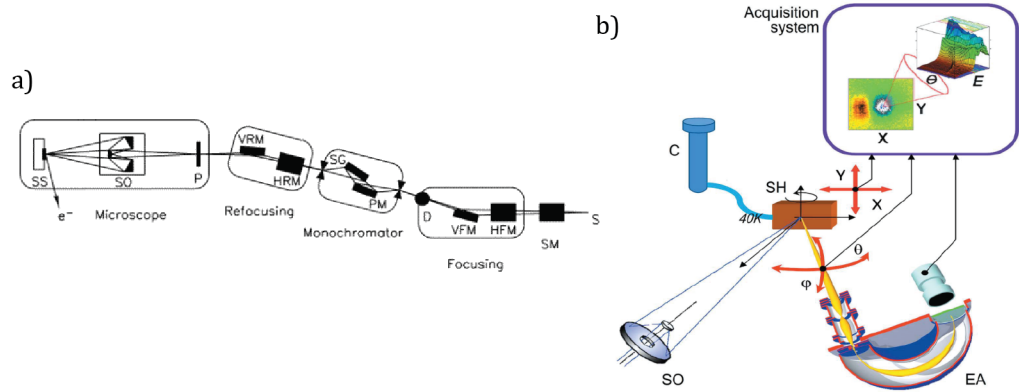 a)
SS
SO
P
e⁻
Microscope
VRM
HRM
Refocusing
SG
PM
Monochromator
D
VFM
HFM
Focusing
SM
S
b)
Acquisition
system
Θ
E
Y
X
C
SH
40K
Y
X
θ
φ
SO
EA